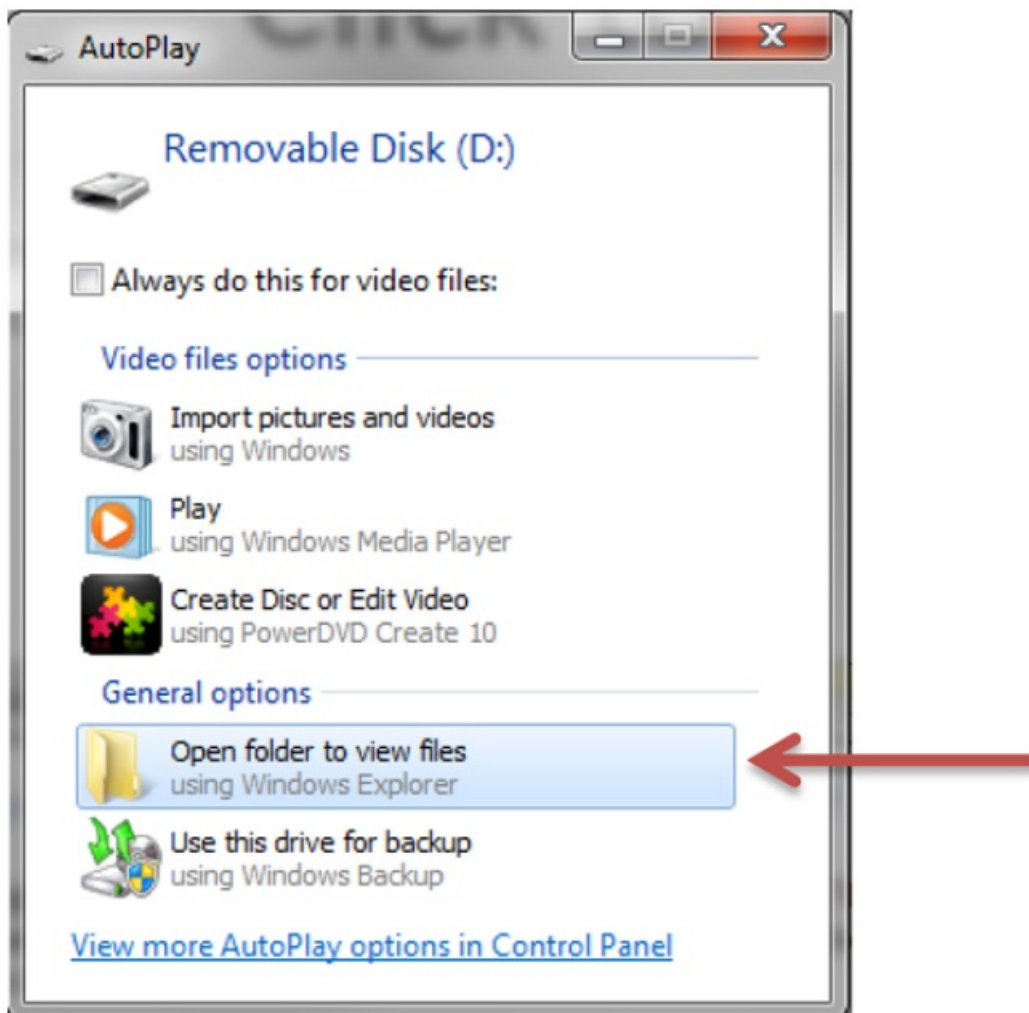 Click
AutoPlay
Removable Disk (D:)
Always do this for video files:
Video files options
Import pictures and videos
using Windows
Play
using Windows Media Player
Create Disc or Edit Video
using PowerDVD Create 10
General options
Open folder to view files
using Windows Explorer
Use this drive for backup
using Windows Backup
View more AutoPlay options in Control Panel